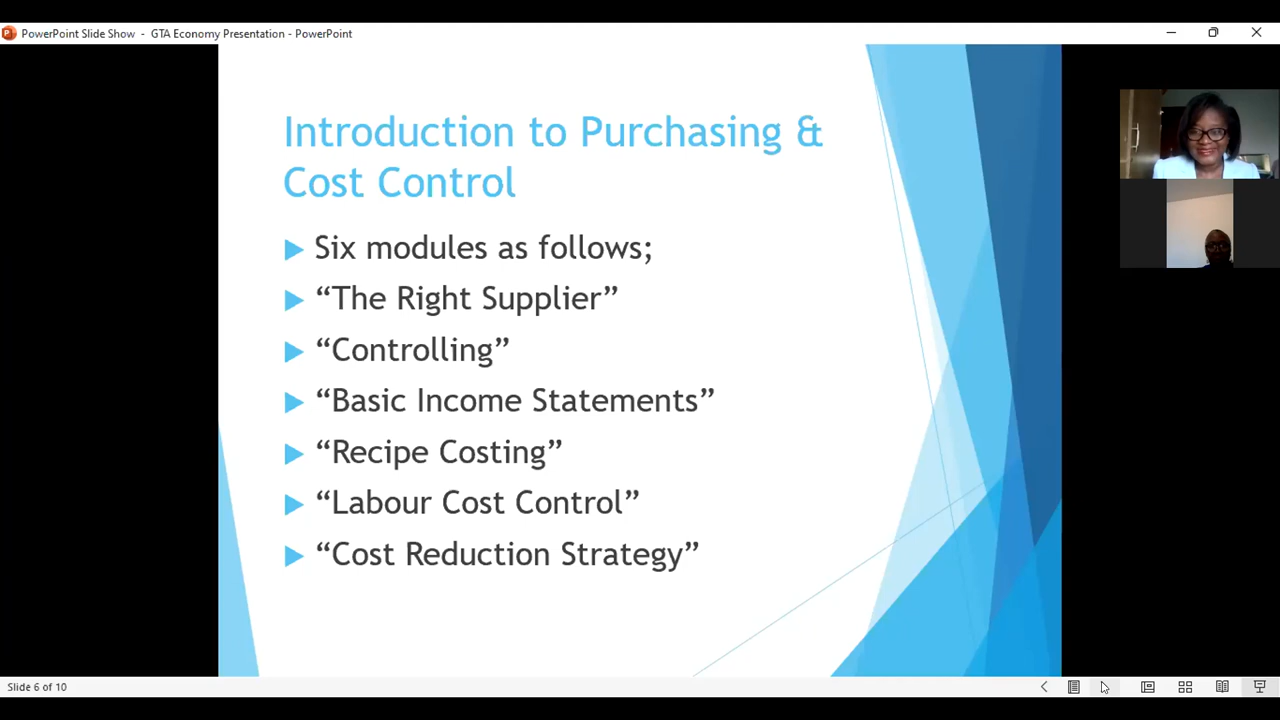 PowerPoint Slide Show - GTA Economy Presentation - PowerPoint
Introduction to Purchasing &
Cost Control
Six modules as follows;
“The Right Supplier”
“Controlling”
“Basic Income Statements”
“Recipe Costing”
“Labour Cost Control”
“Cost Reduction Strategy”
Slide 6 of 10